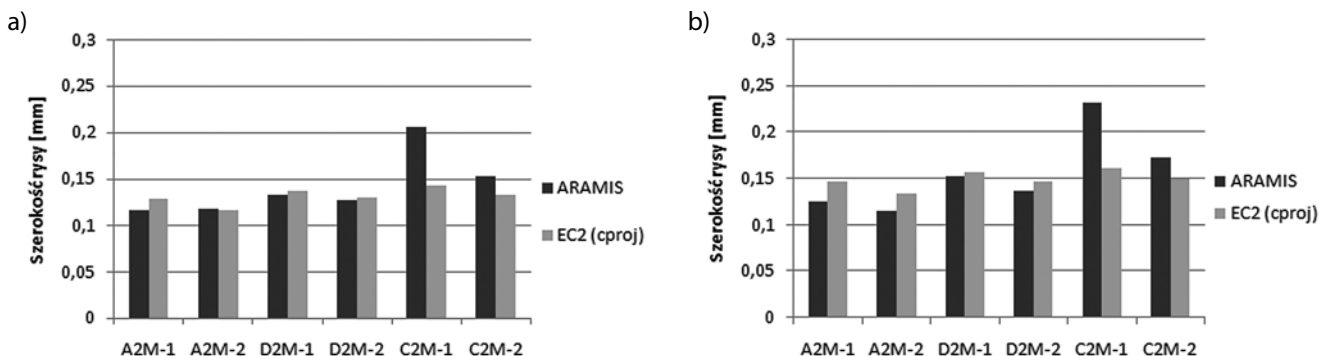 a)
0,3
0,25
0,2
0,15
0,1
0,05
0
Szerokość rysy [mm]
A2M-1 A2M-2 D2M-1 D2M-2 C2M-1 C2M-2
ARAMIS
EC2 (cproj)
b)
0,3
0,25
0,2
0,15
0,1
0,05
0
Szerokość rysy [mm]
A2M-1 A2M-2 D2M-1 D2M-2 C2M-1 C2M-2
ARAMIS
EC2 (cproj)